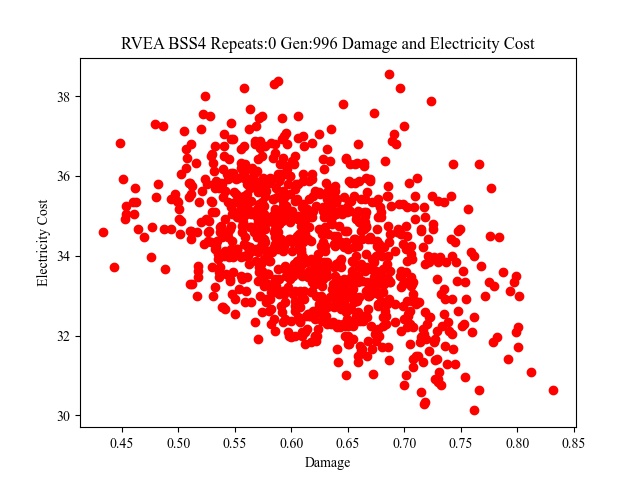 RVEA BSS4 Repeats:0 Gen:996 Damage and Electricity Cost
38
36
34
32
30
Electricity Cost
0.45 0.50 0.55 0.60 0.65 0.70 0.75 0.80 0.85
Damage